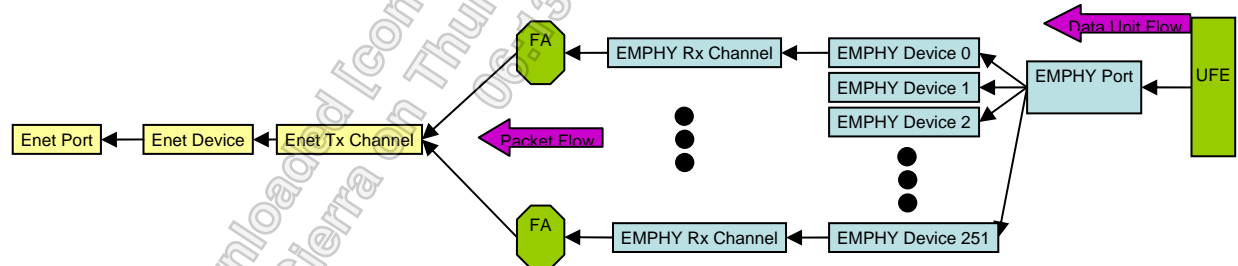 Data Unit Flow
FA
EMPHY Rx Channel
EMPHY Device 0
EMPHY Port
UFE
EMPHY Device 1
EMPHY Device 2
Enet Port
Enet Device
Enet Tx Channel
Packet Flow
FA
EMPHY Rx Channel
EMPHY Device 251